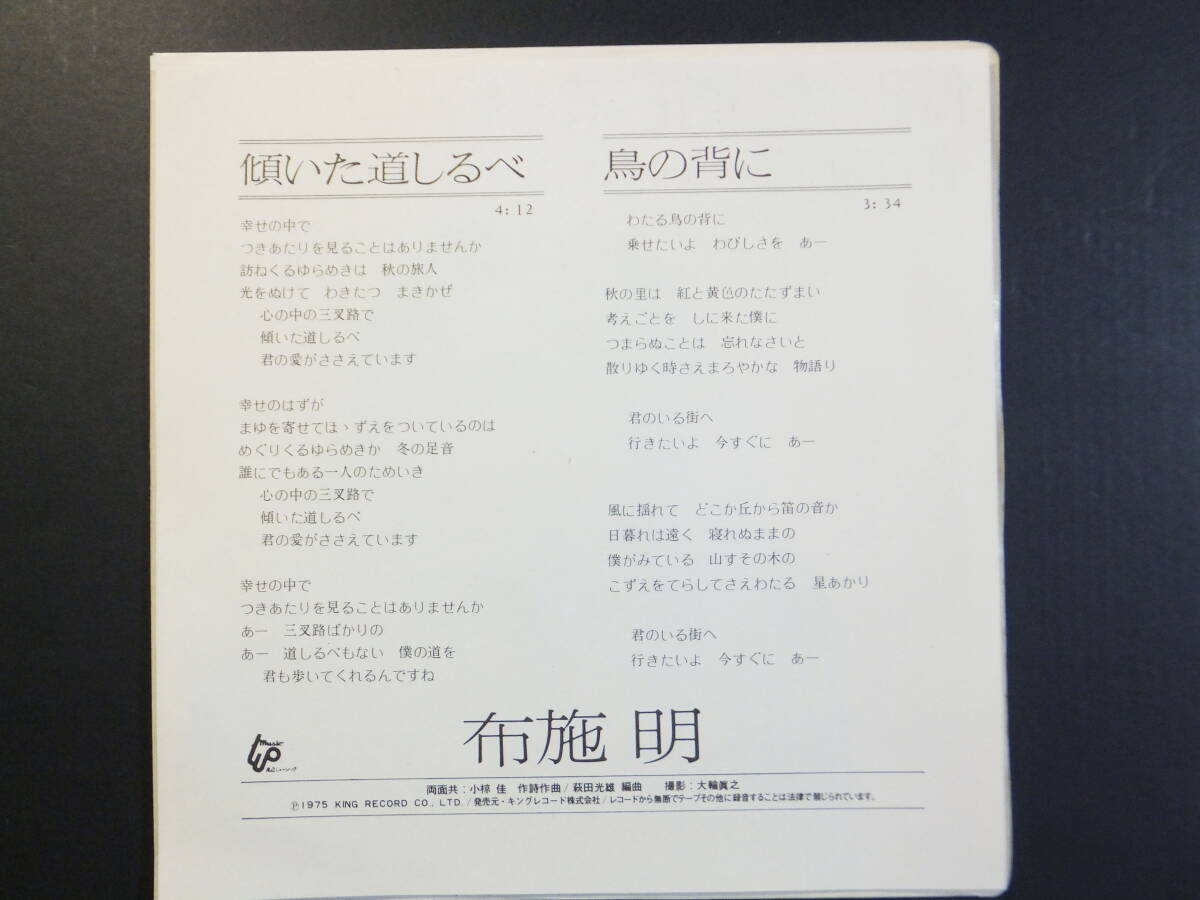 傾いた道しるべ
4:12
幸せの中で
つきあたりを見ることはありませんか
訪ねくるゆらめきは　秋の旅人
光をぬけて　わきたつ　まきかぜ
心の中の三叉路で
傾いた道しるべ
君の愛がささえています
幸せのはずが
まゆを寄せてほゝずえをついているのは
めぐりくるゆらめきか　冬の足音
誰にでもある一人のためいき
心の中の三叉路で
傾いた道しるべ
君の愛がささえています
幸せの中で
つきあたりを見ることはありませんか
あー　三叉路ばかりの
あー　道しるべもない　僕の道を
君も歩いてくれるんですね
鳥の背に
3:34
わたる鳥の背に
乗せたいよ　わびしさを　あー
秋の里は　紅と黄色のたたずまい
考えごとを　しに来た僕に
つまらぬことは　忘れなさいと
散りゆく時さえまろやかな　物語り
君のいる街へ
行きたいよ　今すぐに　あー
風に揺れて　どこか丘から笛の音か
日暮れは遠く　寝れぬままの
僕がみている　山すその木の
こずえをてらしてさえわたる　星あかり
君のいる街へ
行きたいよ　今すぐに　あー
布施 明
music
渡辺ミュージック
両面共：小椋 佳　作詩作曲/萩田光雄 編曲　撮影：大輪眞之
Ⓟ1975 KING RECORD CO., LTD./発売元・キングレコード株式会社/レコードから無断でテープその他に録音することは法律で禁じられています。